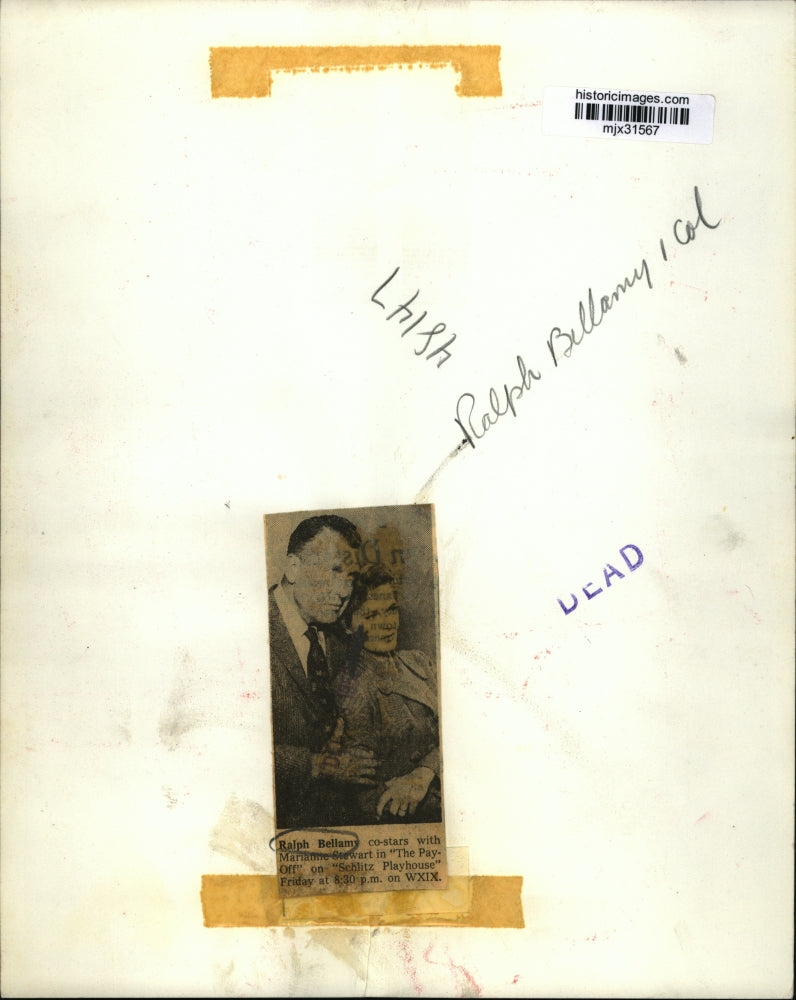 historicimages.com
mjx31567
Ralph Bellamy 1 Col
DEAD
Ralph Bellamy co-stars with
Marianne Stewart in "The Pay-
Off" on "Schlitz Playhouse"
Friday at 8:30 p.m. on WXIX.